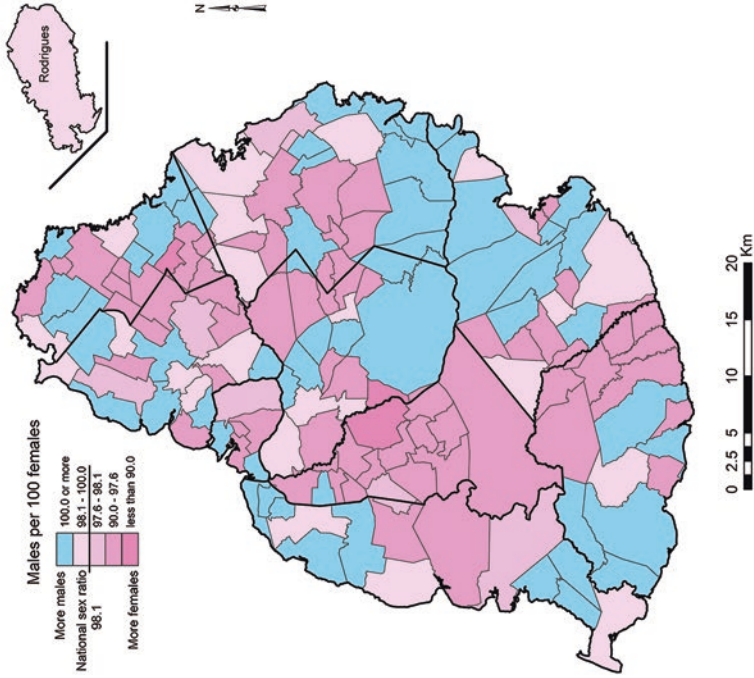 Males per 100 females
More males
National sex ratio
98.1
More females
100.0 or more
98.1 - 100.0
97.6 - 98.1
90.0 - 97.6
less than 90.0
Rodrigues
N
0 2.5 5 10 15 20
Km